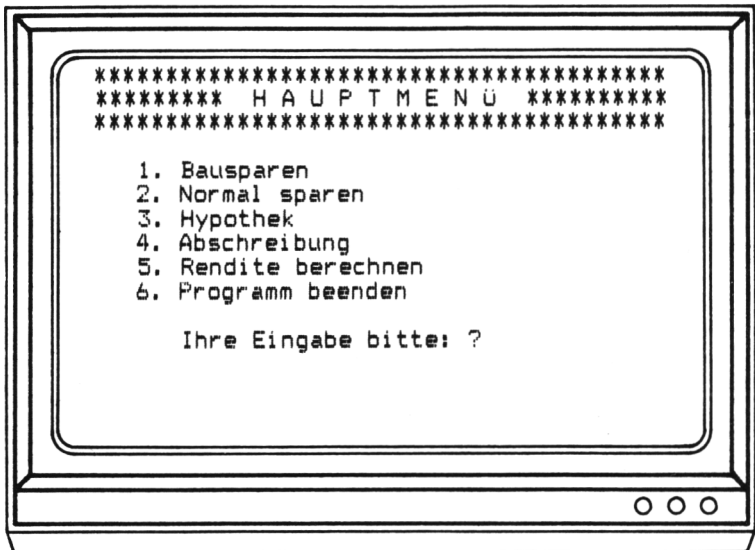 ****************************************
********* H A U P T M E N ü **********
****************************************
1. Bausparen
2. Normal sparen
3. Hypothek
4. Abschreibung
5. Rendite berechnen
6. Programm beenden
Ihre Eingabe bitte: ?